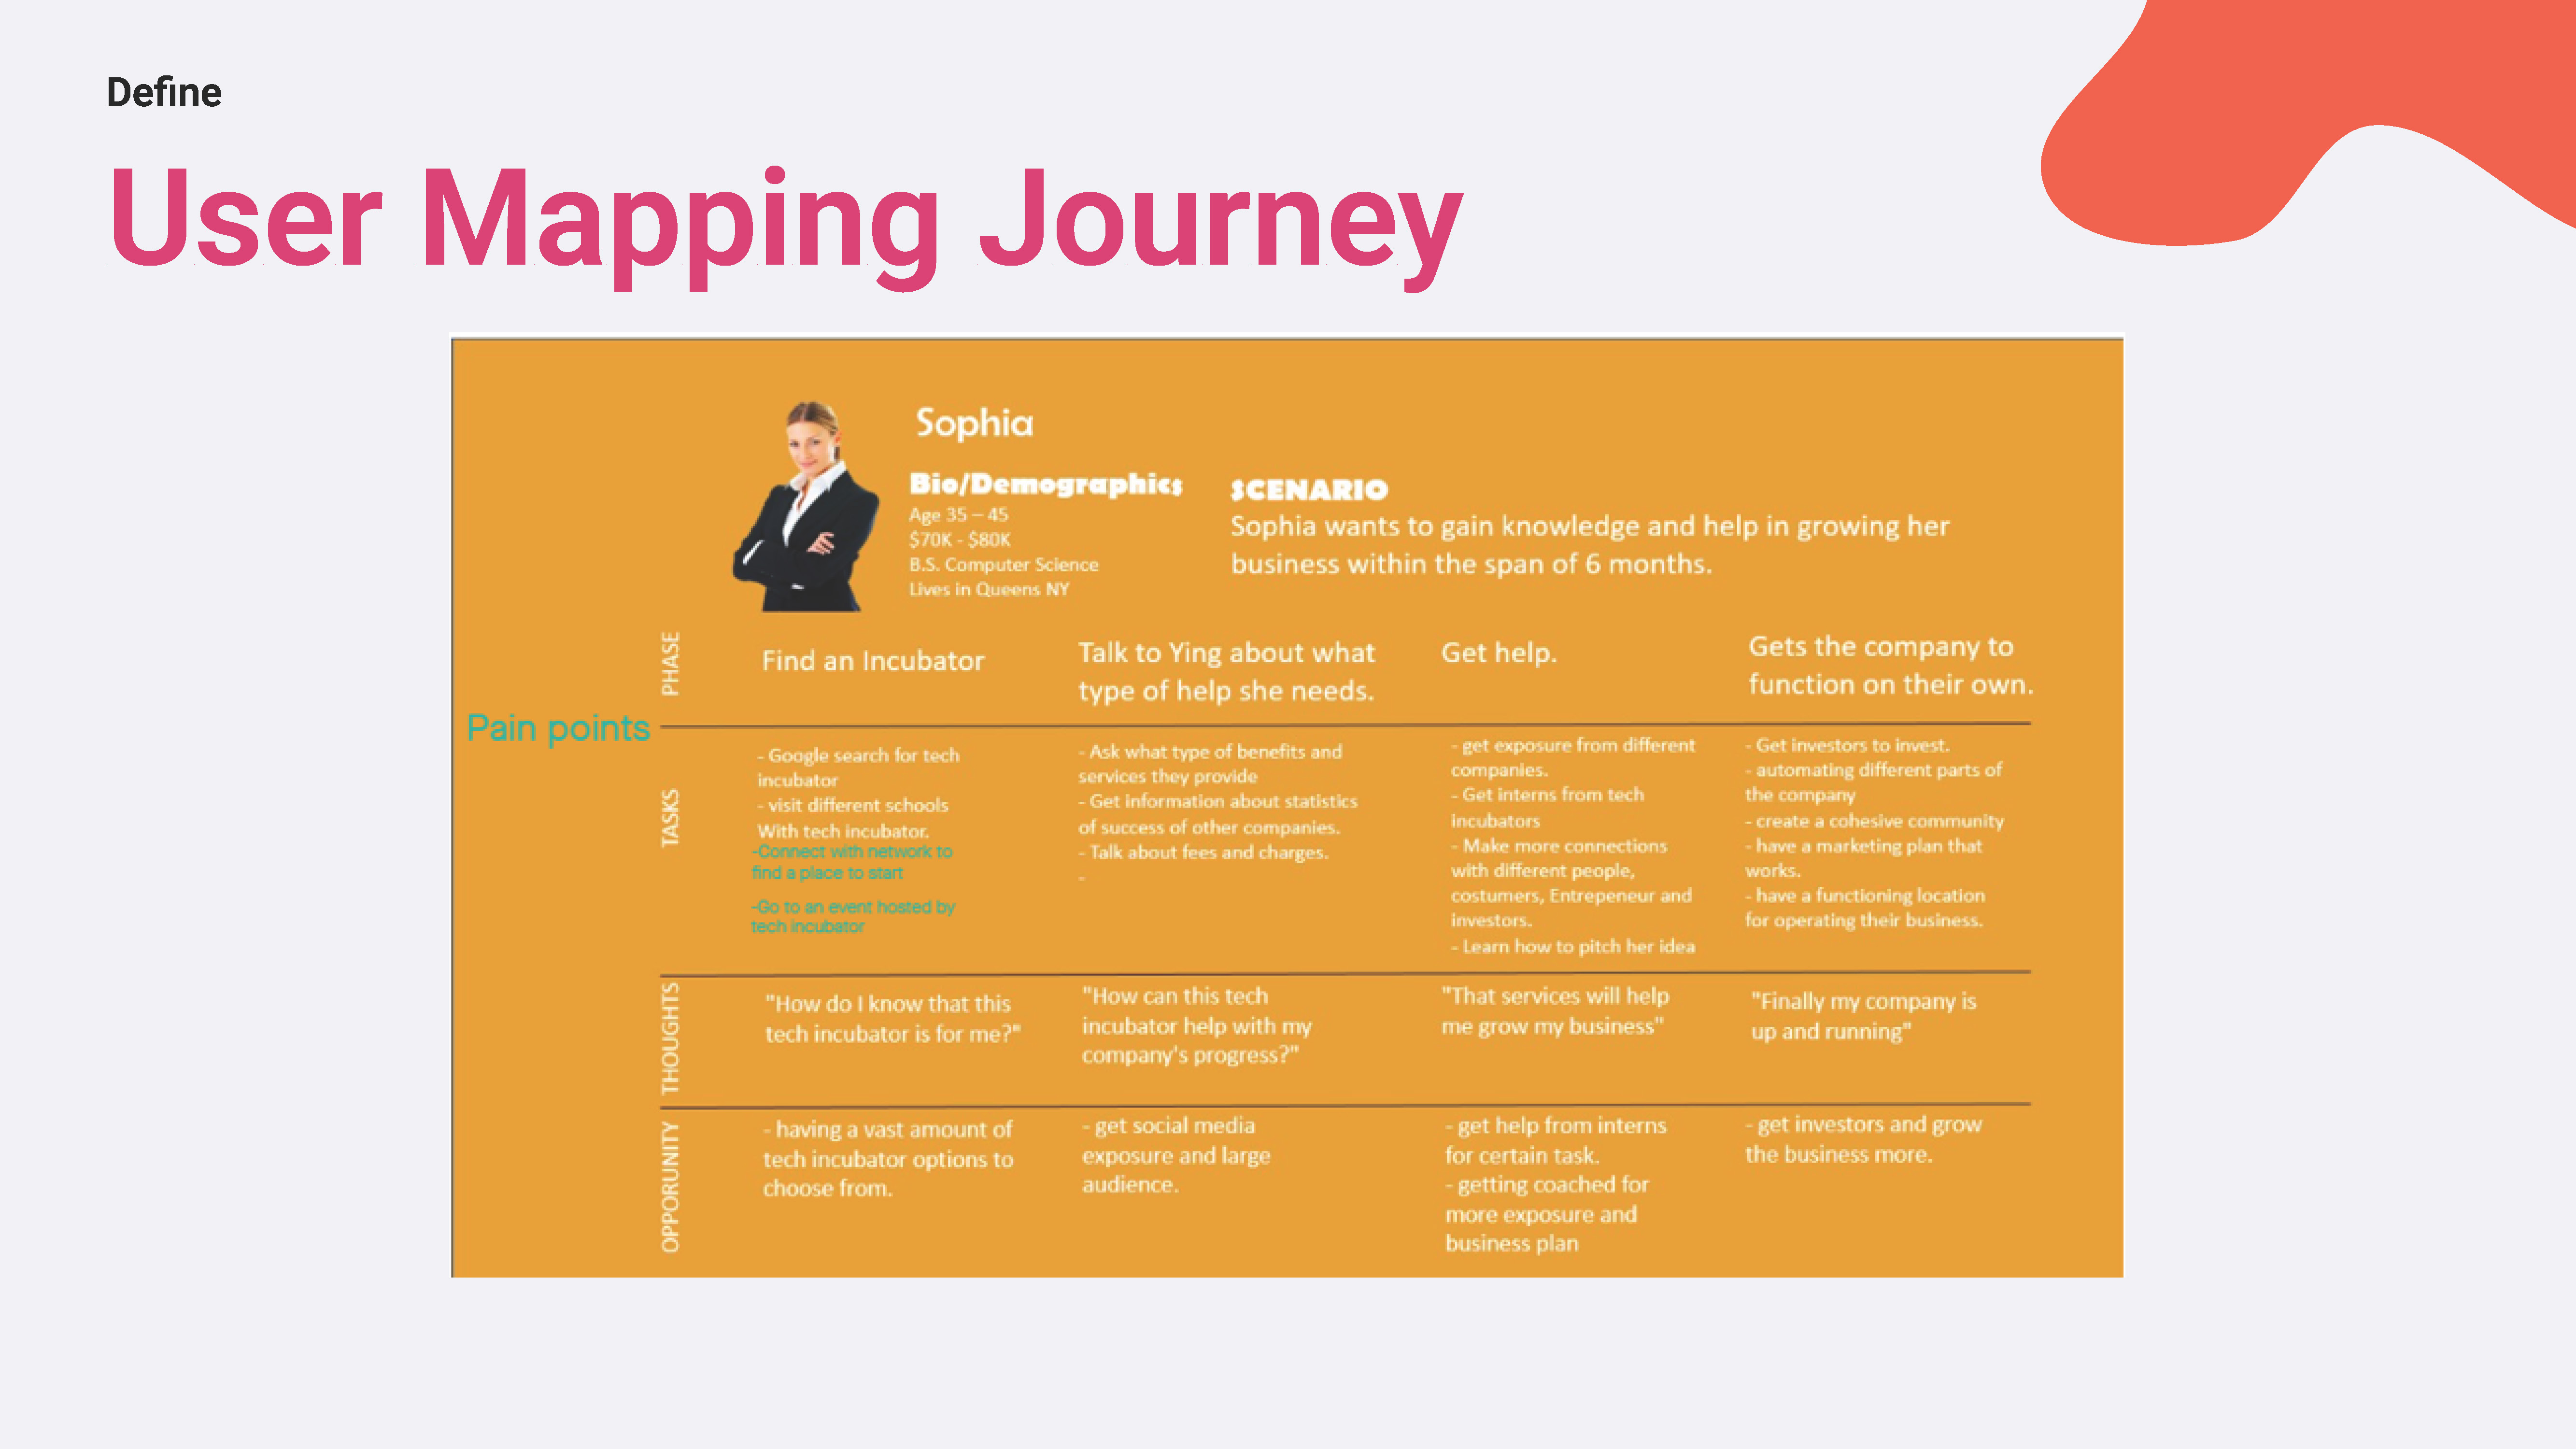 Define
User Mapping Journey
Sophia
Bio/Demographics
Age 35 – 45
$70K - $80K
B.S. Computer Science
Lives in Queens NY
SCENARIO
Sophia wants to gain knowledge and help in growing her
business within the span of 6 months.
PHASE
Find an Incubator
Talk to Ying about what
type of help she needs.
Get help.
Gets the company to
function on their own.
Pain points
TASKS
- Google search for tech
incubator
- visit different schools
With tech incubator.
-Connect with network to
find a place to start
-Go to an event hosted by
tech incubator
- Ask what type of benefits and
services they provide
- Get information about statistics
of success of other companies.
- Talk about fees and charges.
-
- get exposure from different
companies.
- Get interns from tech
incubators
- Make more connections
with different people,
costumers, Entrepeneur and
investors.
- Learn how to pitch her idea
- Get investors to invest.
- automating different parts of
the company
- create a cohesive community
- have a marketing plan that
works.
- have a functioning location
for operating their business.
THOUGHTS
"How do I know that this
tech incubator is for me?"
"How can this tech
incubator help with my
company's progress?"
"That services will help
me grow my business"
"Finally my company is
up and running"
OPPORUNITY
- having a vast amount of
tech incubator options to
choose from.
- get social media
exposure and large
audience.
- get help from interns
for certain task.
- getting coached for
more exposure and
business plan
- get investors and grow
the business more.